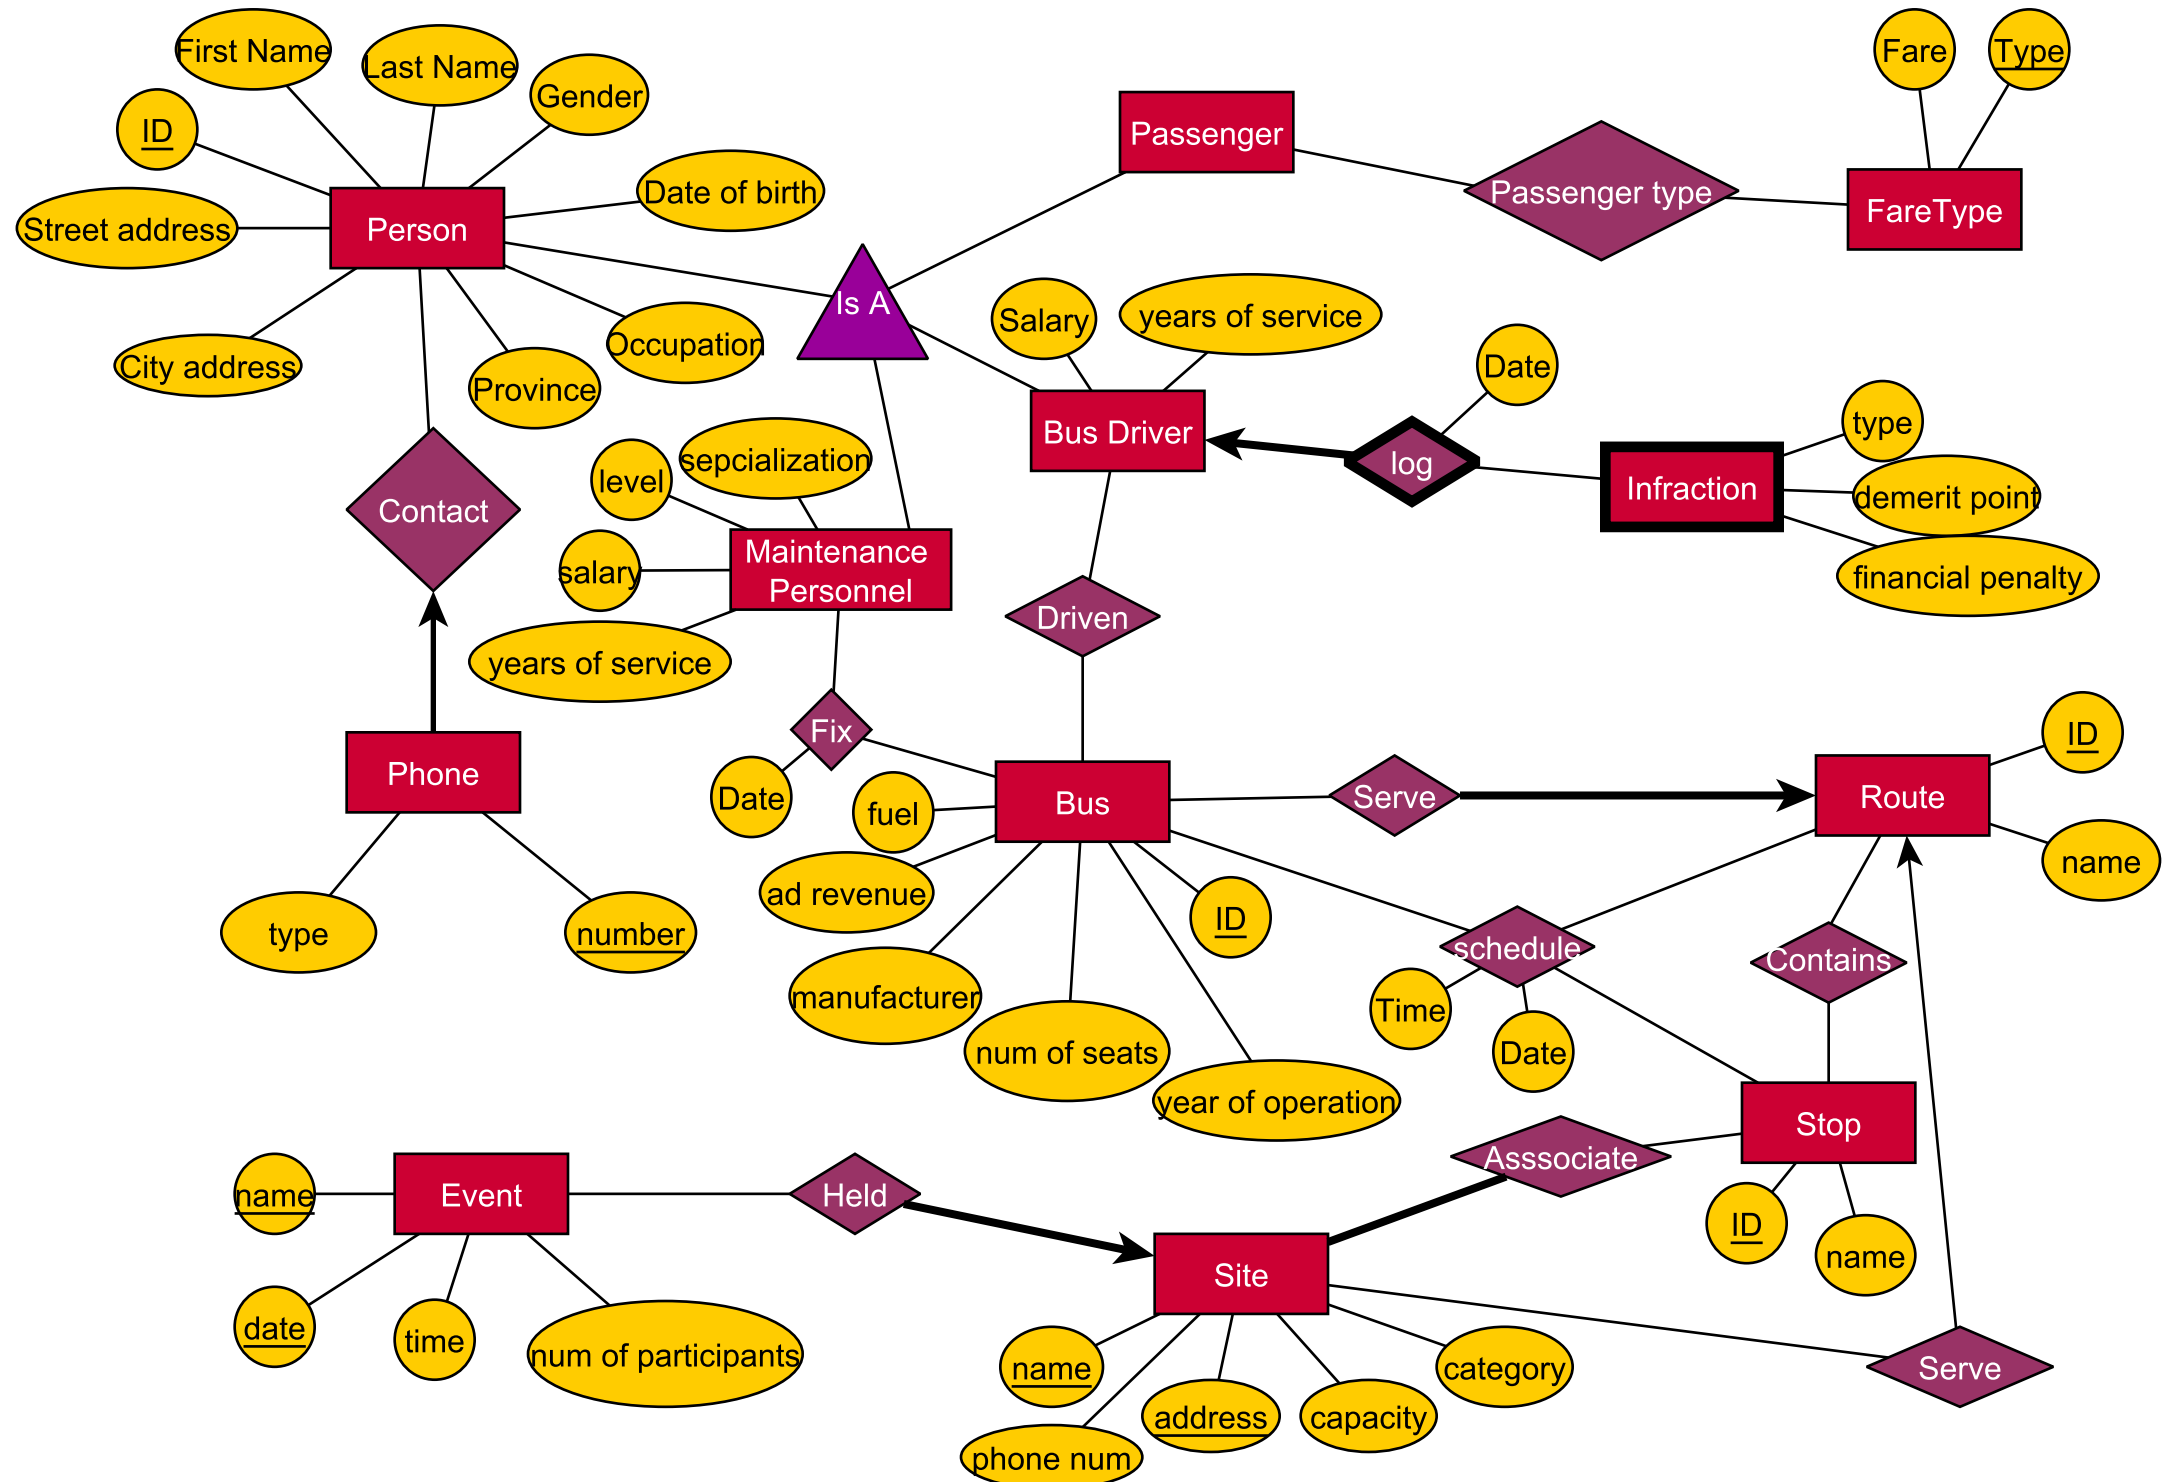 First Name
Last Name
Gender
ID
Date of birth
Street address
Person
City address
Province
Occupation
Is A
Passenger
Passenger type
Fare
Type
FareType
Salary
years of service
Bus Driver
Date
log
Infraction
type
demerit point
financial penalty
Contact
level
sepcialization
salary
Maintenance
Personnel
years of service
Driven
Fix
Date
Phone
type
number
fuel
Bus
ad revenue
manufacturer
num of seats
year of operation
ID
Serve
Route
ID
name
schedule
Time
Date
Contains
Stop
ID
name
Asssociate
name
Event
date
time
num of participants
Held
Site
name
phone num
address
capacity
category
Serve